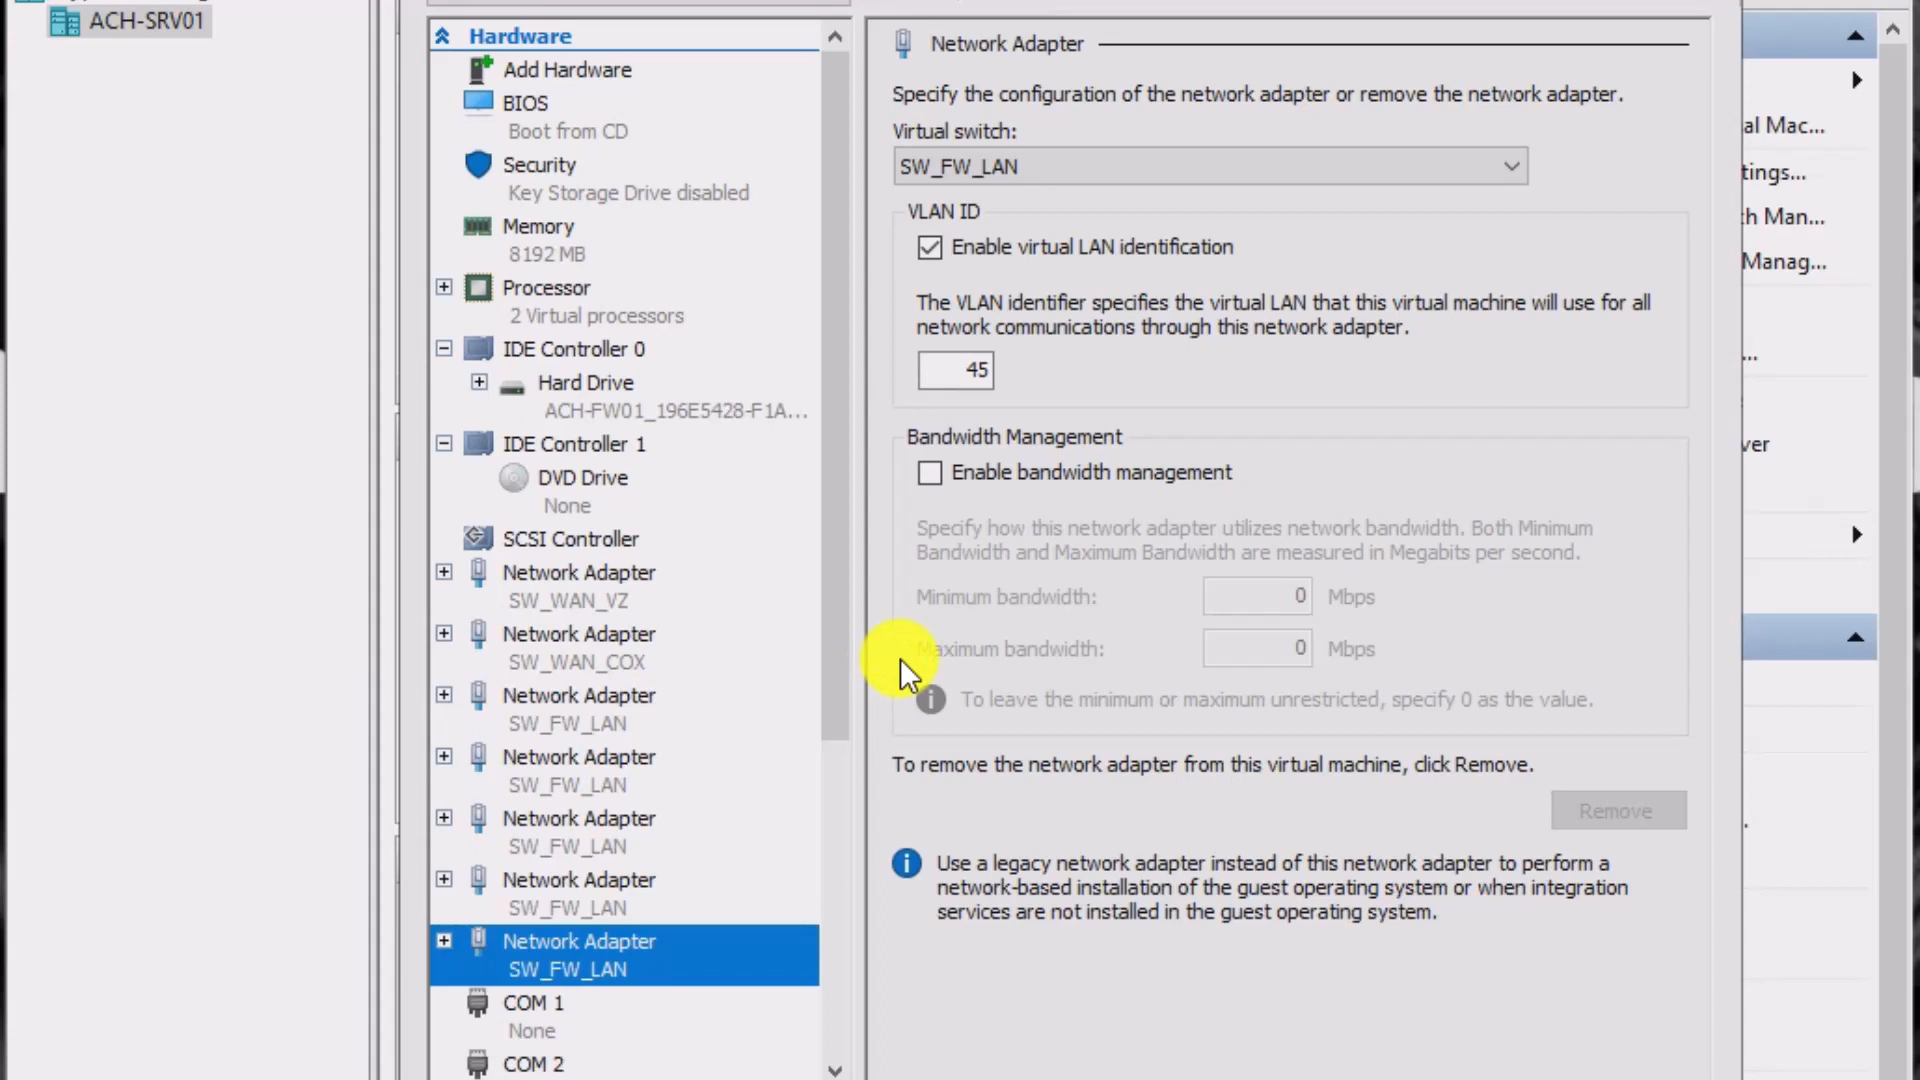 ACH-SRV01
Hardware
Add Hardware
BIOS
Boot from CD
Security
Key Storage Drive disabled
Memory
8192 MB
Processor
2 Virtual processors
IDE Controller 0
Hard Drive
ACH-FW01_196E5428-F1A...
IDE Controller 1
DVD Drive
None
SCSI Controller
Network Adapter
SW_WAN_VZ
Network Adapter
SW_WAN_COX
Network Adapter
SW_FW_LAN
Network Adapter
SW_FW_LAN
Network Adapter
SW_FW_LAN
Network Adapter
SW_FW_LAN
Network Adapter
SW_FW_LAN
COM 1
None
COM 2
Network Adapter
Specify the configuration of the network adapter or remove the network adapter.
Virtual switch:
SW_FW_LAN
VLAN ID
Enable virtual LAN identification
The VLAN identifier specifies the virtual LAN that this virtual machine will use for all
network communications through this network adapter.
45
Bandwidth Management
Enable bandwidth management
Specify how this network adapter utilizes network bandwidth. Both Minimum
Bandwidth and Maximum Bandwidth are measured in Megabits per second.
Minimum bandwidth: 0 Mbps
Maximum bandwidth: 0 Mbps
To leave the minimum or maximum unrestricted, specify 0 as the value.
To remove the network adapter from this virtual machine, click Remove.
Remove
Use a legacy network adapter instead of this network adapter to perform a
network-based installation of the guest operating system or when integration
services are not installed in the guest operating system.
al Mac...
tings...
ch Man...
Manag...
...
ver